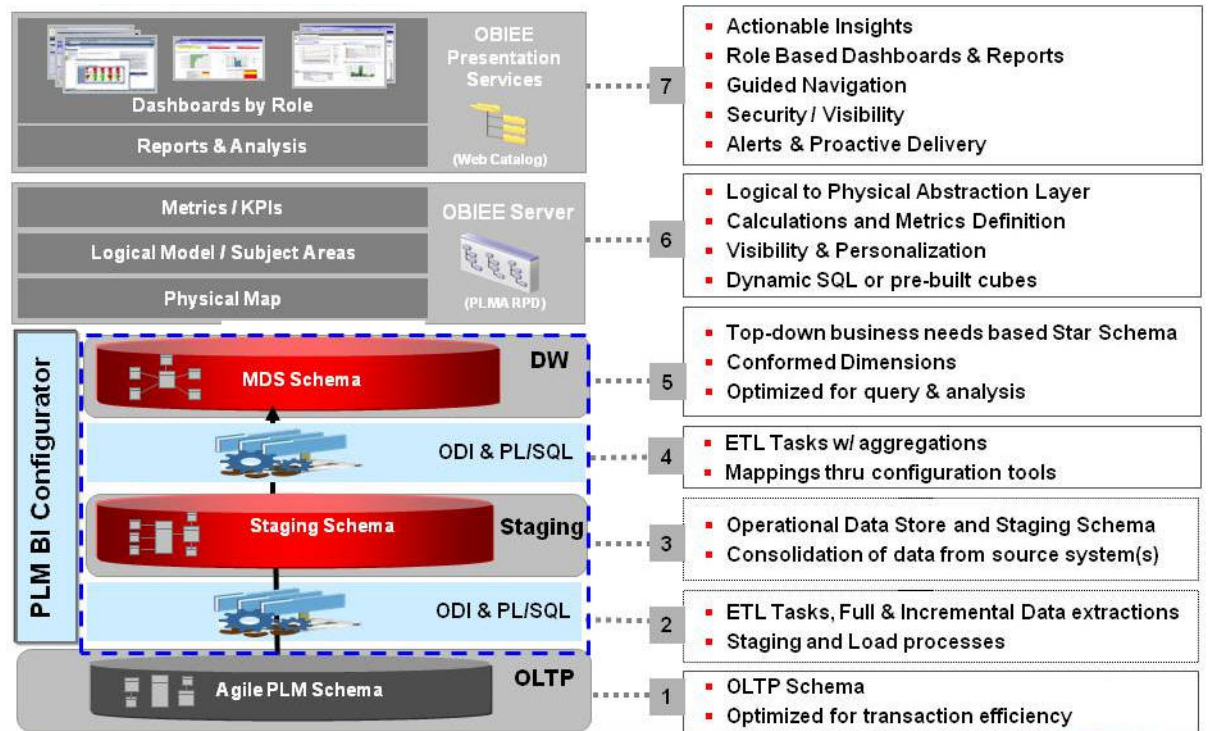 OBIEE
Presentation
Services
Dashboards by Role
Reports & Analysis
(Web Catalog)
7
Actionable Insights
Role Based Dashboards & Reports
Guided Navigation
Security / Visibility
Alerts & Proactive Delivery
Metrics / KPIs
Logical Model / Subject Areas
Physical Map
OBIEE Server
(PLMA RPD)
6
Logical to Physical Abstraction Layer
Calculations and Metrics Definition
Visibility & Personalization
Dynamic SQL or pre-built cubes
PLM BI Configurator
DW
MDS Schema
5
Top-down business needs based Star Schema
Conformed Dimensions
Optimized for query & analysis
ODI & PL/SQL
4
ETL Tasks w/ aggregations
Mappings thru configuration tools
Staging Schema
Staging
3
Operational Data Store and Staging Schema
Consolidation of data from source system(s)
ODI & PL/SQL
2
ETL Tasks, Full & Incremental Data extractions
Staging and Load processes
OLTP
Agile PLM Schema
1
OLTP Schema
Optimized for transaction efficiency